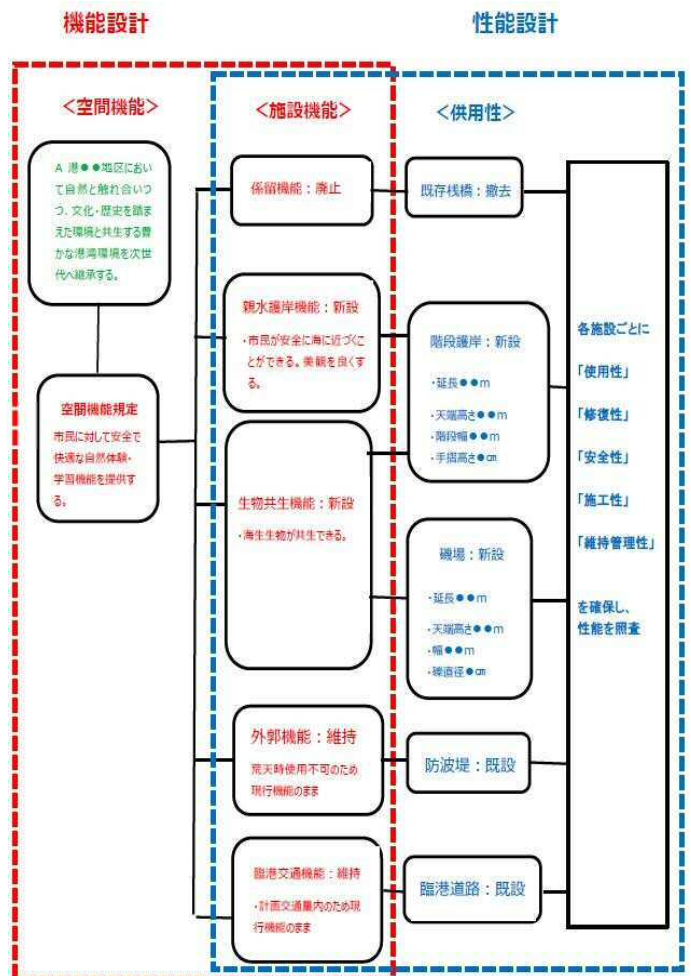 機能設計
性能設計
<空間機能>
<施設機能>
<供用性>
A 港●●地区におい
て自然と触れ合いつ
つ、文化・歴史を踏ま
えた環境と共生する豊
かな港湾環境を次世
代へ継承する。
空間機能規定
市民に対して安全で
快適な自然体験・
学習機能を提供す
る。
係留機能:廃止
親水護岸機能:新設
・市民が安全に海に近づくこ
とができる。美観を良くす
る。
生物共生機能:新設
・海生生物が共生できる。
外郭機能:維持
荒天時使用不可のため
現行機能のまま
臨港交通機能:維持
・計画交通量内のため現
行機能のまま
既存桟橋:撤去
階段護岸:新設
・延長●●m
・天端高さ●●m
・階段幅●●m
・手摺高さ●cm
磯場:新設
・延長●●m
・天端高さ●●m
・幅●●m
・礫直径●cm
防波堤:既設
臨港道路:既設
各施設ごとに
「使用性」
「修復性」
「安全性」
「施工性」
「維持管理性」
を確保し、
性能を照査